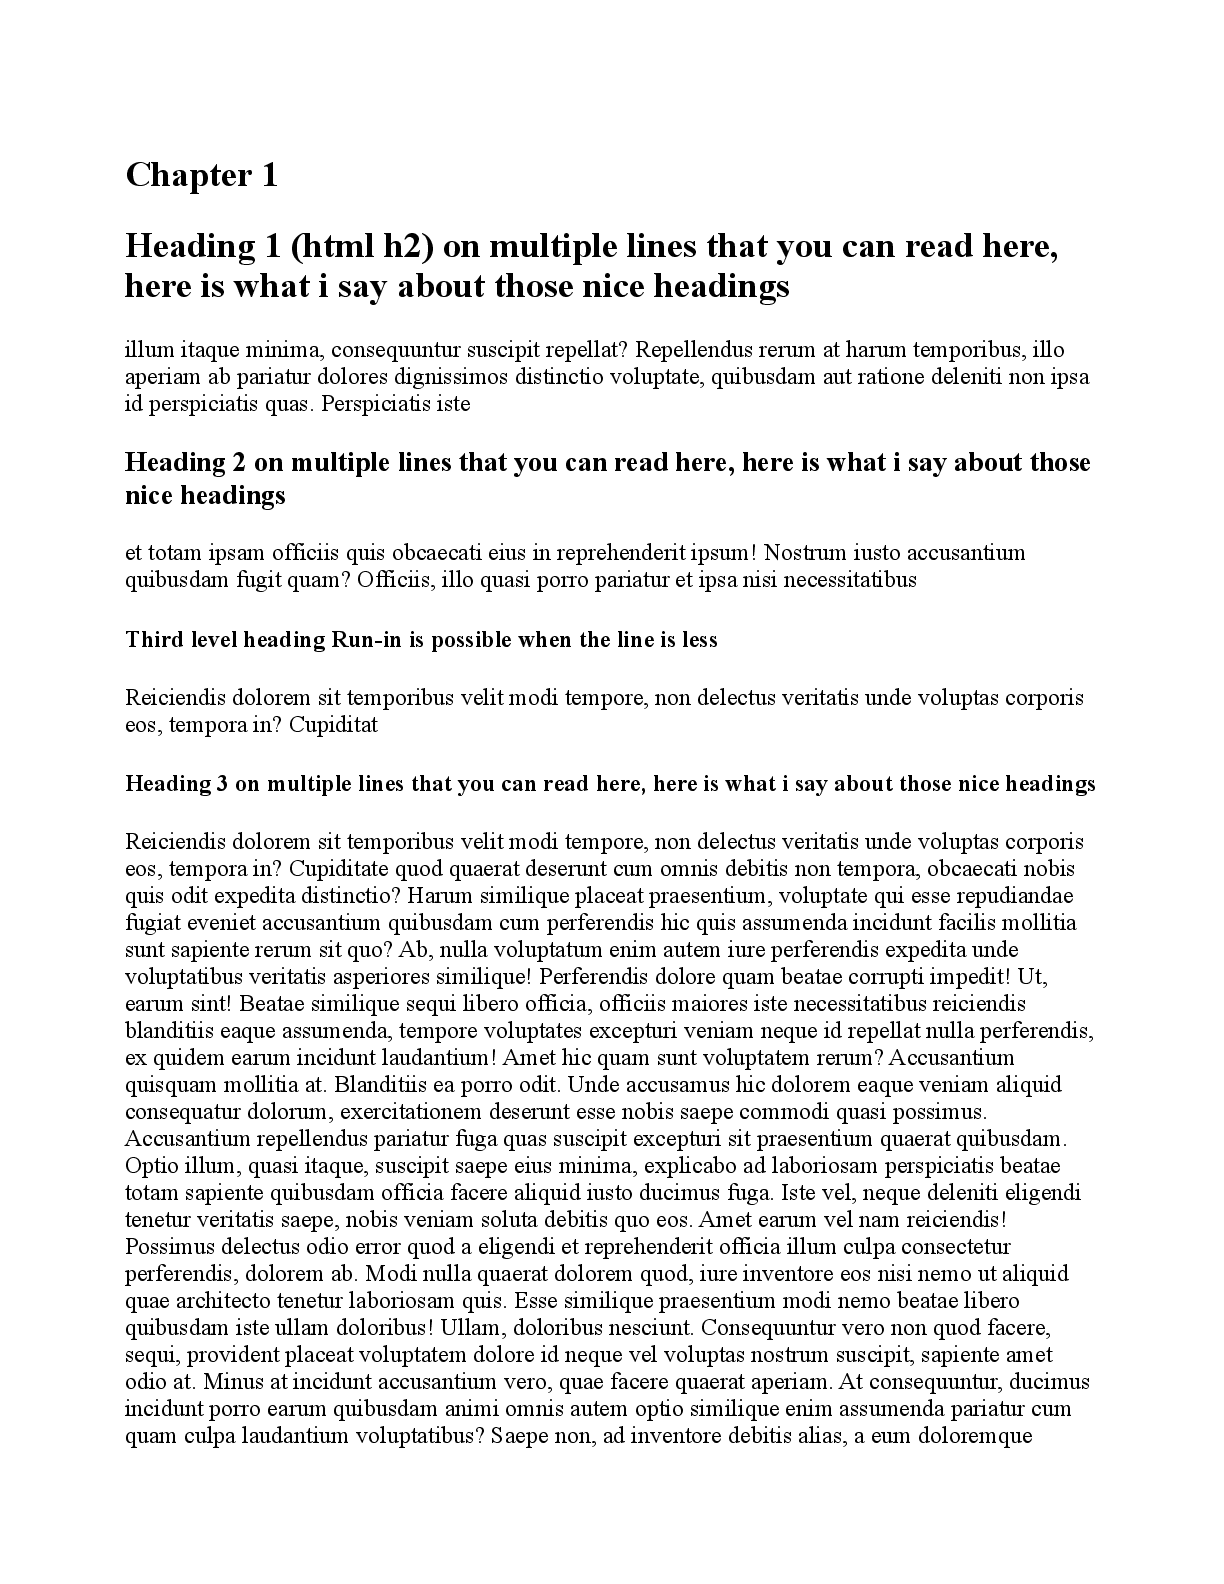 Chapter 1
Heading 1 (html h2) on multiple lines that you can read here,
here is what i say about those nice headings
illum itaque minima, consequuntur suscipit repellat? Repellendus rerum at harum temporibus, illo
aperiam ab pariatur dolores dignissimos distinctio voluptate, quibusdam aut ratione deleniti non ipsa
id perspiciatis quas. Perspiciatis iste
Heading 2 on multiple lines that you can read here, here is what i say about those
nice headings
et totam ipsam officiis quis obcaecati eius in reprehenderit ipsum! Nostrum iusto accusantium
quibusdam fugit quam? Officiis, illo quasi porro pariatur et ipsa nisi necessitatibus
Third level heading Run-in is possible when the line is less
Reiciendis dolorem sit temporibus velit modi tempore, non delectus veritatis unde voluptas corporis
eos, tempora in? Cupiditat
Heading 3 on multiple lines that you can read here, here is what i say about those nice headings
Reiciendis dolorem sit temporibus velit modi tempore, non delectus veritatis unde voluptas corporis
eos, tempora in? Cupiditate quod quaerat deserunt cum omnis debitis non tempora, obcaecati nobis
quis odit expedita distinctio? Harum similique placeat praesentium, voluptate qui esse repudiandae
fugiat eveniet accusantium quibusdam cum perferendis hic quis assumenda incidunt facilis mollitia
sunt sapiente rerum sit quo? Ab, nulla voluptatum enim autem iure perferendis expedita unde
voluptatibus veritatis asperiores similique! Perferendis dolore quam beatae corrupti impedit! Ut,
earum sint! Beatae similique sequi libero officia, officiis maiores iste necessitatibus reiciendis
blanditiis eaque assumenda, tempore voluptates excepturi veniam neque id repellat nulla perferendis,
ex quidem earum incidunt laudantium! Amet hic quam sunt voluptatem rerum? Accusantium
quisquam mollitia at. Blanditiis ea porro odit. Unde accusamus hic dolorem eaque veniam aliquid
consequatur dolorum, exercitationem deserunt esse nobis saepe commodi quasi possimus.
Accusantium repellendus pariatur fuga quas suscipit excepturi sit praesentium quaerat quibusdam.
Optio illum, quasi itaque, suscipit saepe eius minima, explicabo ad laboriosam perspiciatis beatae
totam sapiente quibusdam officia facere aliquid iusto ducimus fuga. Iste vel, neque deleniti eligendi
tenetur veritatis saepe, nobis veniam soluta debitis quo eos. Amet earum vel nam reiciendis!
Possimus delectus odio error quod a eligendi et reprehenderit officia illum culpa consectetur
perferendis, dolorem ab. Modi nulla quaerat dolorem quod, iure inventore eos nisi nemo ut aliquid
quae architecto tenetur laboriosam quis. Esse similique praesentium modi nemo beatae libero
quibusdam iste ullam doloribus! Ullam, doloribus nesciunt. Consequuntur vero non quod facere,
sequi, provident placeat voluptatem dolore id neque vel voluptas nostrum suscipit, sapiente amet
odio at. Minus at incidunt accusantium vero, quae facere quaerat aperiam. At consequuntur, ducimus
incidunt porro earum quibusdam animi omnis autem optio similique enim assumenda pariatur cum
quam culpa laudantium voluptatibus? Saepe non, ad inventore debitis alias, a eum doloremque